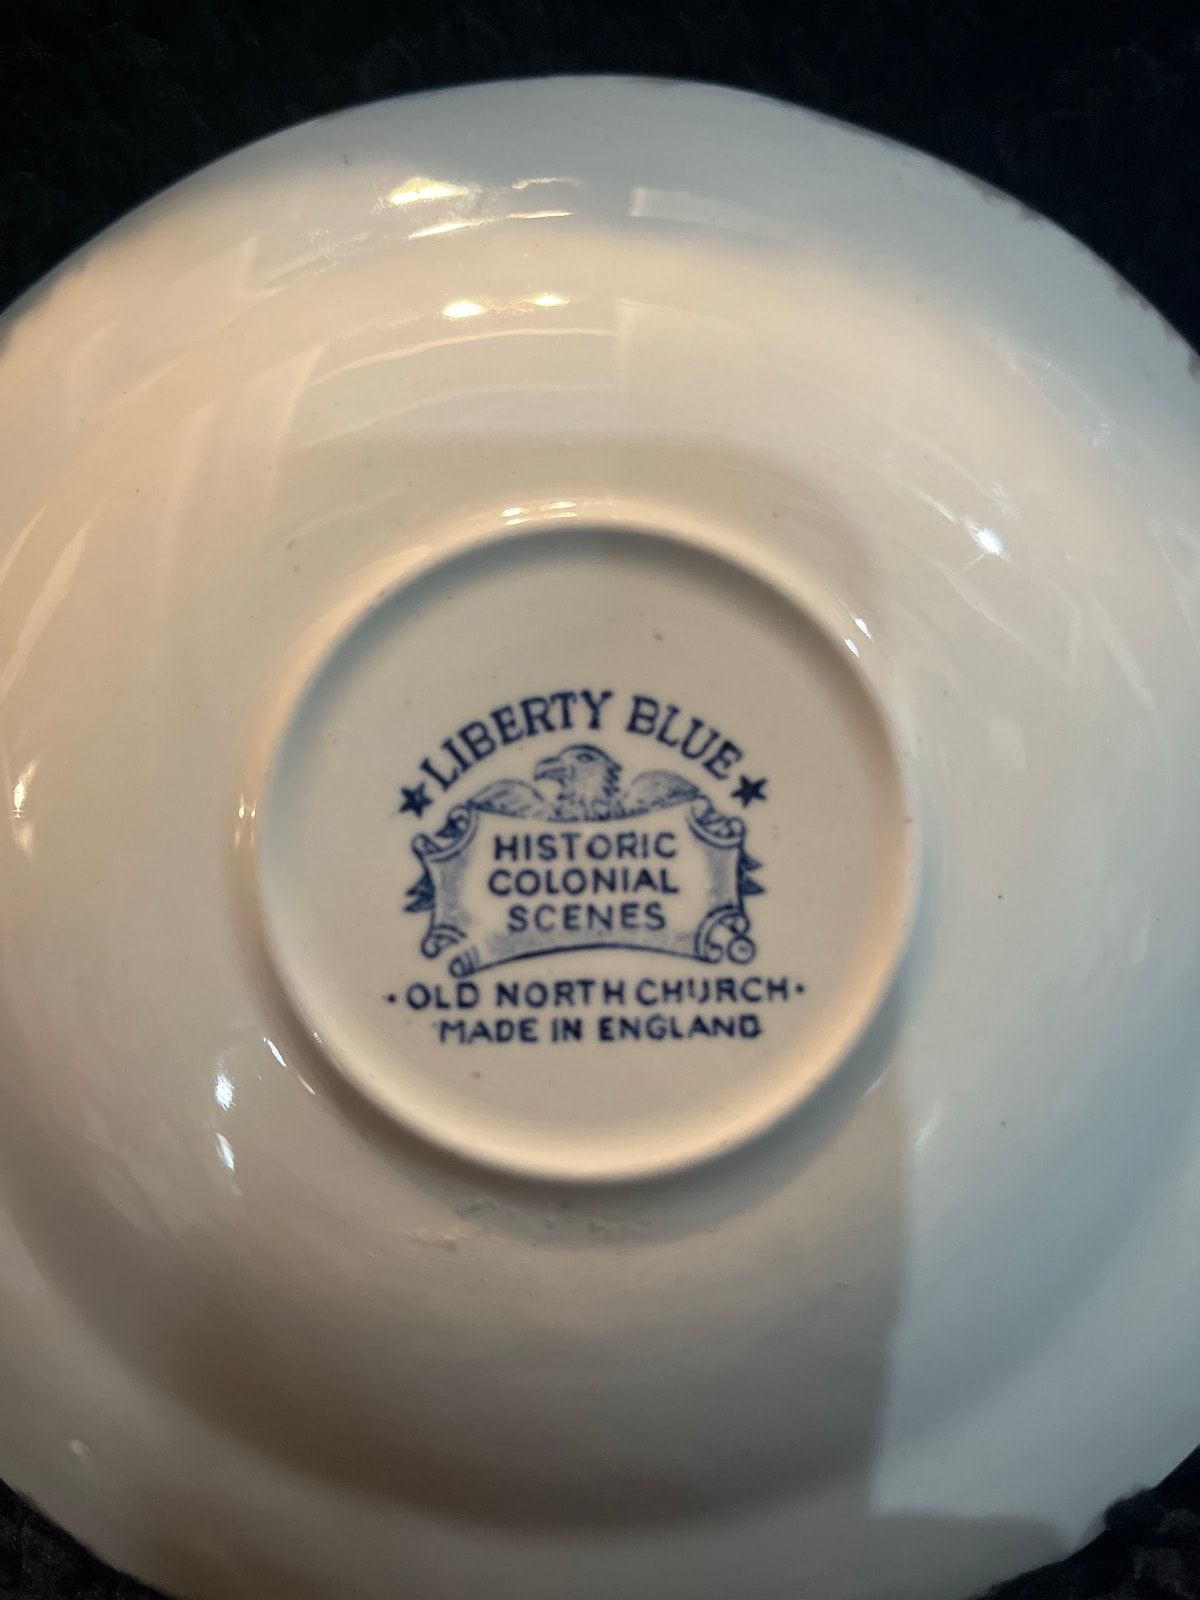 ★ LIBERTY BLUE ★
HISTORIC
COLONIAL
SCENES
• OLD NORTH CHURCH •
MADE IN ENGLAND